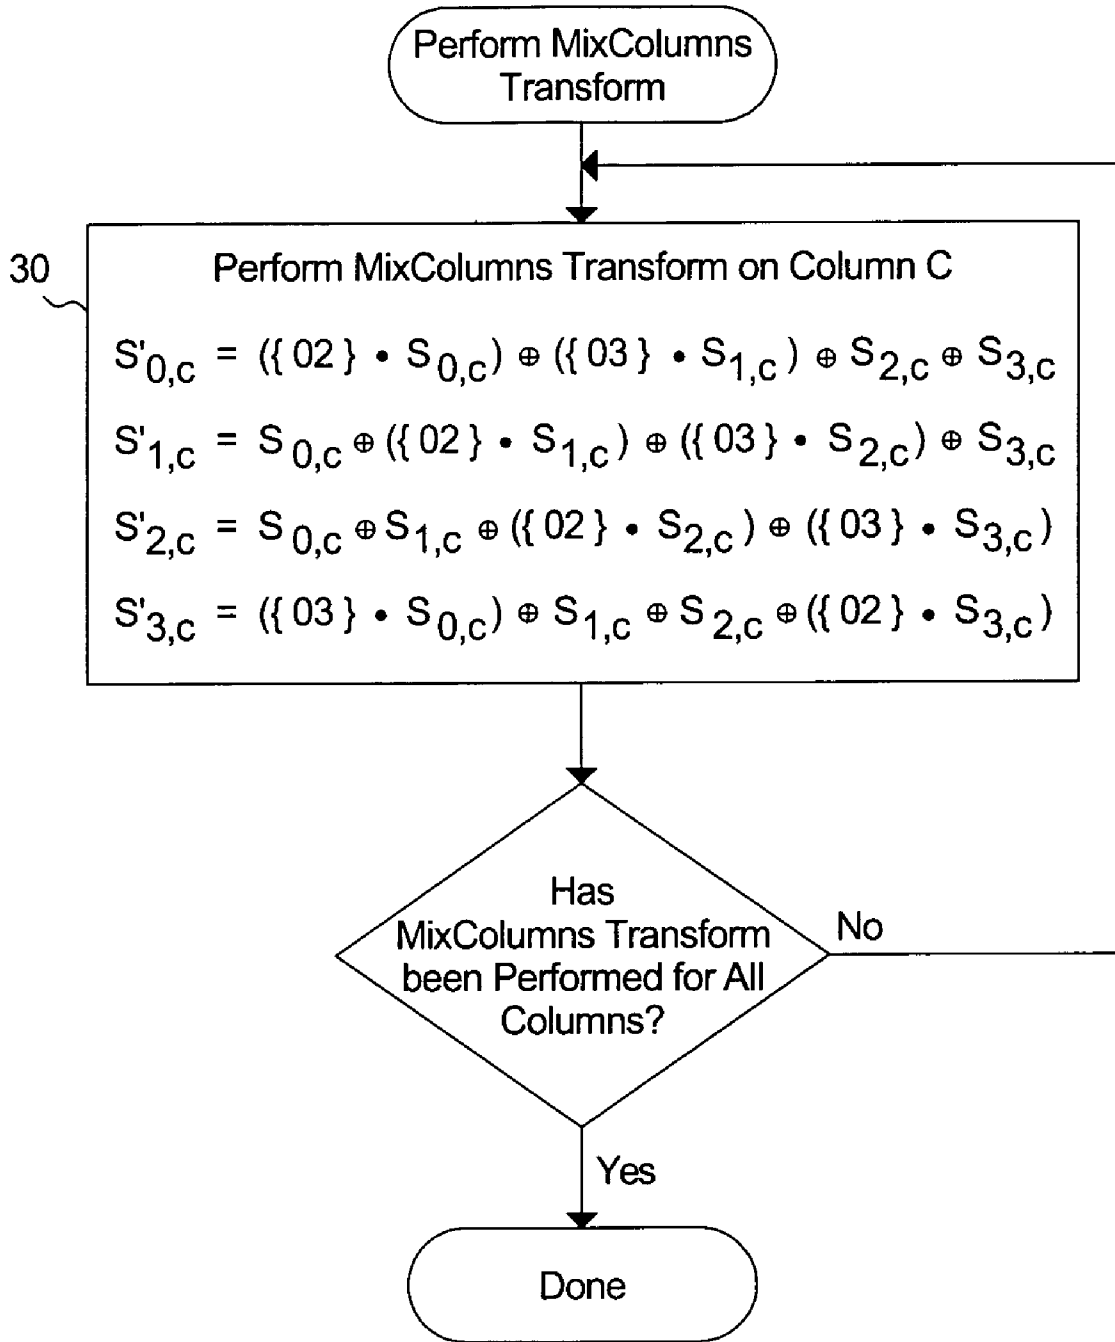 Perform MixColumns
Transform
30
Perform MixColumns Transform on Column C
S'0,c = ({02} • S0,c) ⊕ ({03} • S1,c) ⊕ S2,c ⊕ S3,c
S'1,c = S0,c ⊕ ({02} • S1,c) ⊕ ({03} • S2,c) ⊕ S3,c
S'2,c = S0,c ⊕ S1,c ⊕ ({02} • S2,c) ⊕ ({03} • S3,c)
S'3,c = ({03} • S0,c) ⊕ S1,c ⊕ S2,c ⊕ ({02} • S3,c)
Has
MixColumns Transform
been Performed for All
Columns?
No
Yes
Done